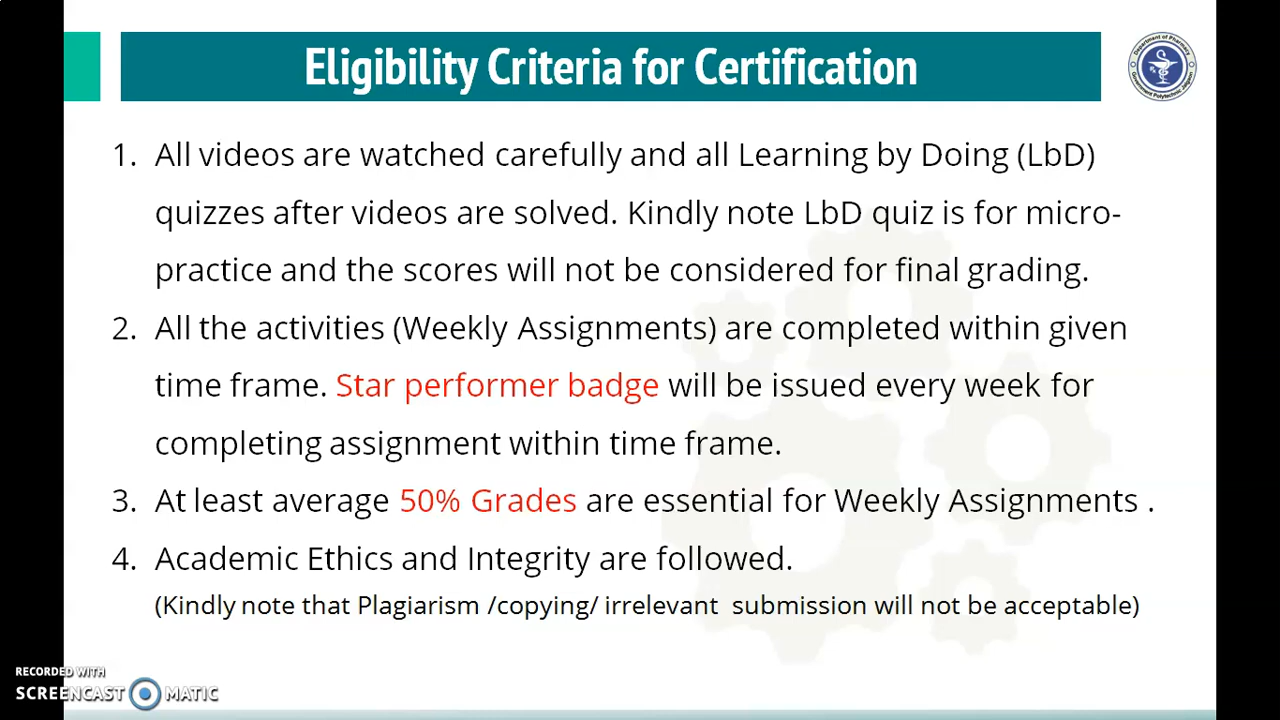 Eligibility Criteria for Certification
Department of Pharmacy
Government Polytechnic
1. All videos are watched carefully and all Learning by Doing (LbD)
quizzes after videos are solved. Kindly note LbD quiz is for micro-
practice and the scores will not be considered for final grading.
2. All the activities (Weekly Assignments) are completed within given
time frame. Star performer badge will be issued every week for
completing assignment within time frame.
3. At least average 50% Grades are essential for Weekly Assignments .
4. Academic Ethics and Integrity are followed.
(Kindly note that Plagiarism /copying/ irrelevant submission will not be acceptable)
RECORDED WITH
SCREENCAST MATIC